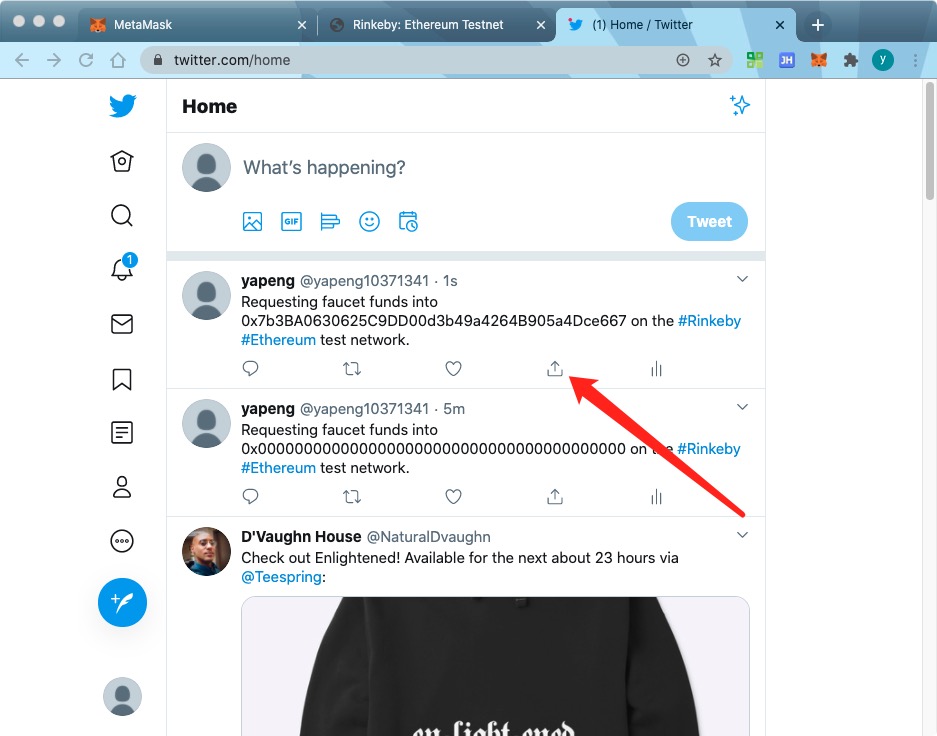 MetaMask
Rinkeby: Ethereum Testnet
(1) Home / Twitter
twitter.com/home
JH
y
Home
What's happening?
GIF
Tweet
1
yapeng @yapeng10371341 · 1s
Requesting faucet funds into
0x7b3BA0630625C9DD00d3b49a4264B905a4Dce667 on the #Rinkeby
#Ethereum test network.
yapeng @yapeng10371341 · 5m
Requesting faucet funds into
0x0000000000000000000000000000000000000000 on the #Rinkeby
#Ethereum test network.
D'Vaughn House @NaturalDvaughn
Check out Enlightened! Available for the next about 23 hours via
@Teespring:
en·light·ened